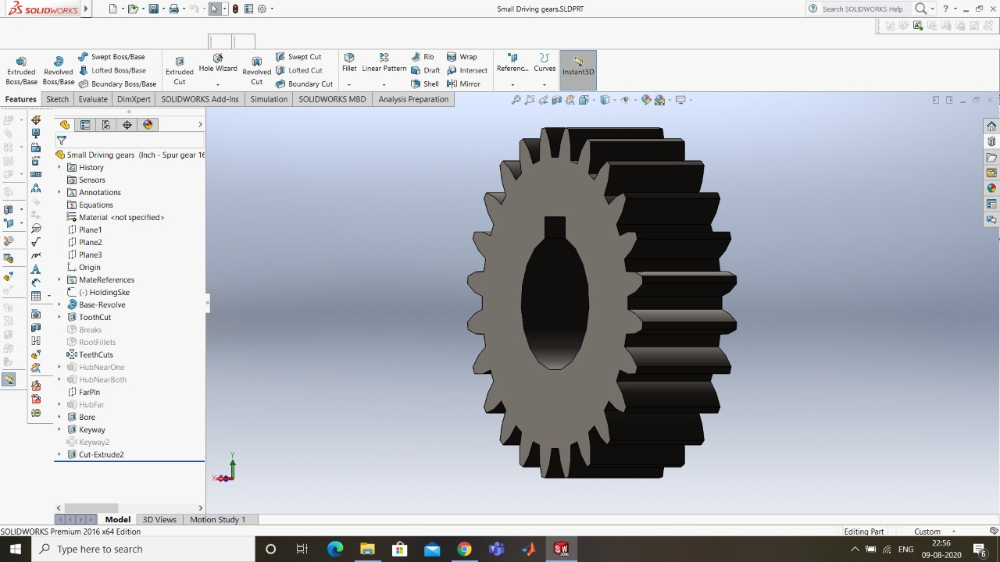 SOLIDWORKS
Small Driving gears.SLDPRT
Search SOLIDWORKS Help
?
Extruded Boss/Base
Revolved Boss/Base
Swept Boss/Base
Lofted Boss/Base
Boundary Boss/Base
Extruded Cut
Hole Wizard
Revolved Cut
Swept Cut
Lofted Cut
Boundary Cut
Fillet
Linear Pattern
Rib
Draft
Shell
Wrap
Intersect
Mirror
Referenc...
Curves
Instant3D
Features
Sketch
Evaluate
DimXpert
SOLIDWORKS Add-Ins
Simulation
SOLIDWORKS MBD
Analysis Preparation
Small Driving gears (Inch - Spur gear 16
History
Sensors
Annotations
Equations
Material <not specified>
Plane1
Plane2
Plane3
Origin
MateReferences
(-) HoldingSke
Base-Revolve
ToothCut
Breaks
RootFillets
TeethCuts
HubNearOne
HubNearBoth
FarPln
HubFar
Bore
Keyway
Keyway2
Cut-Extrude2
Y
X
Model
3D Views
Motion Study 1
SOLIDWORKS Premium 2016 x64 Edition
Editing Part
Custom
Type here to search
SW
2016
ENG
22:56
09-08-2020
6